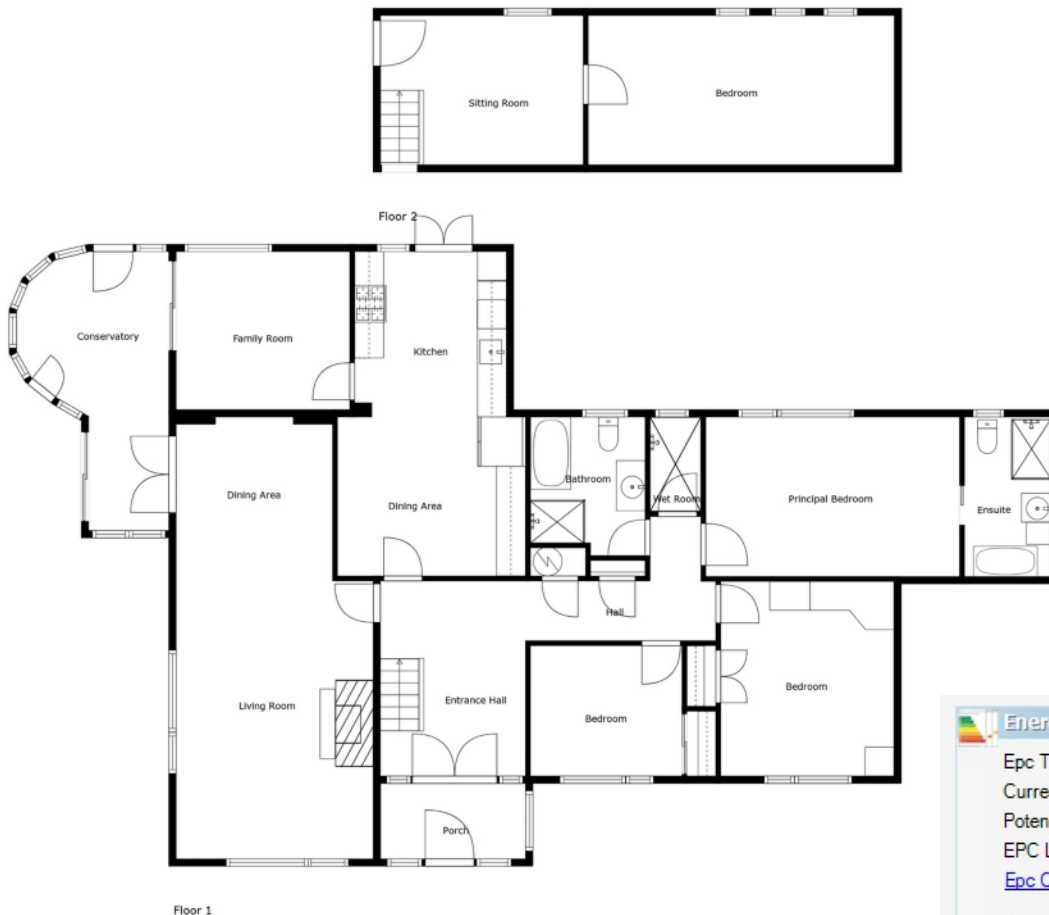 Sitting Room
Bedroom
Floor 2
Conservatory
Family Room
Kitchen
Dining Area
Dining Area
Bathroom
Wet Room
Principal Bedroom
Ensuite
Hall
Living Room
Entrance Hall
Bedroom
Bedroom
Porch
Floor 1
Ener
Epc T
Curre
Poten
EPC L
Epc C